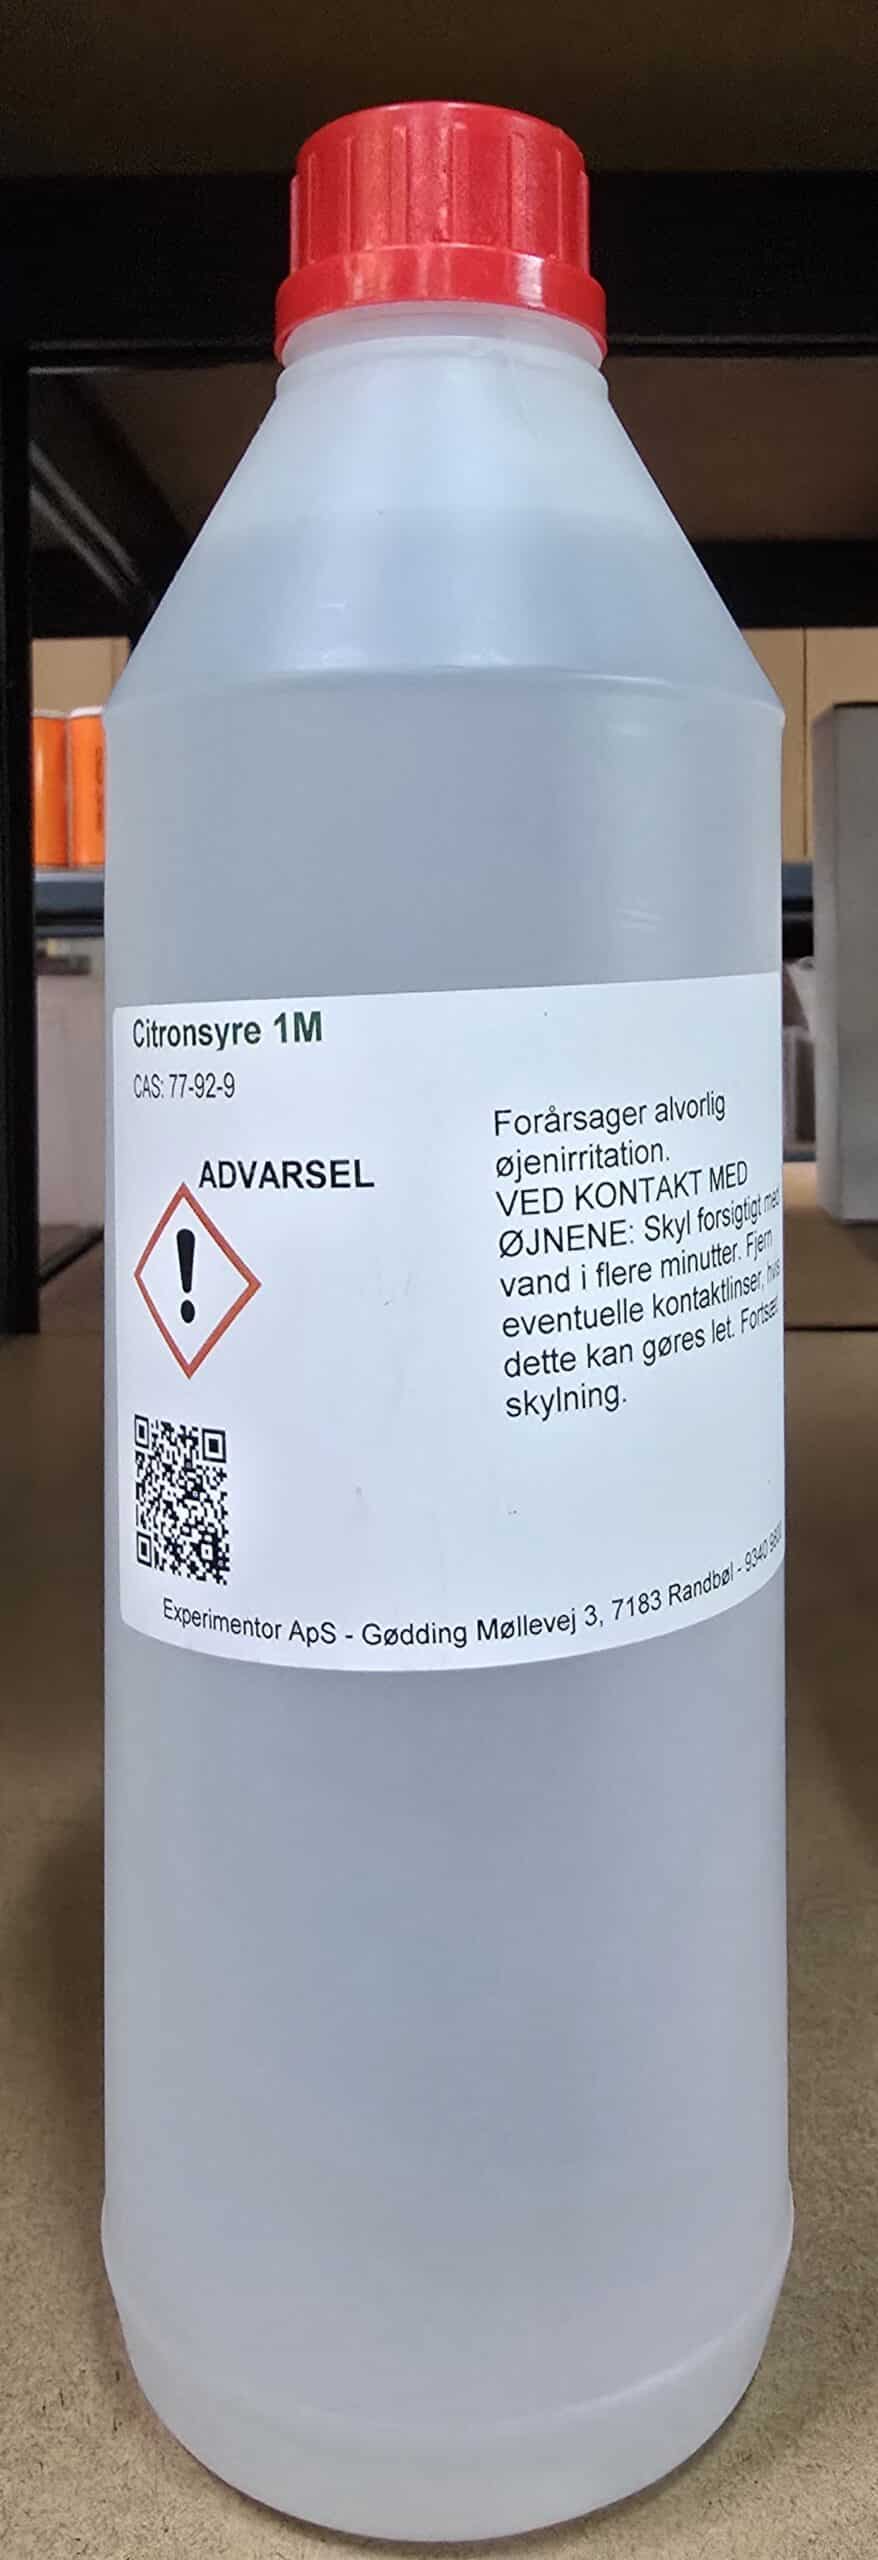 Citronsyre 1M
CAS: 77-92-9
ADVARSEL
Forårsager alvorlig
øjenirritation.
VED KONTAKT MED
ØJNENE: Skyl forsigtigt med
vand i flere minutter. Fjern
eventuelle kontaktlinser, hvis
dette kan gøres let. Fortsæt
skylning.
Experimentor ApS - Gødding Møllevej 3, 7183 Randbøl - 9340